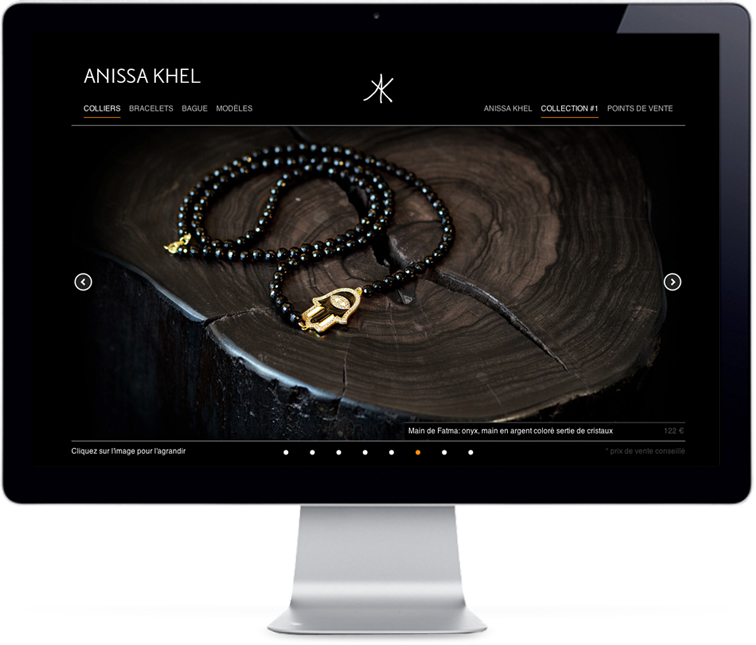 ANISSA KHEL
COLLIERS BRACELETS BAGUE MODÈLES
ANISSA KHEL COLLECTION #1 POINTS DE VENTE
Main de Fatma: onyx, main en argent coloré sertie de cristaux 122 €
Cliquez sur l'image pour l'agrandir
* prix de vente conseillé